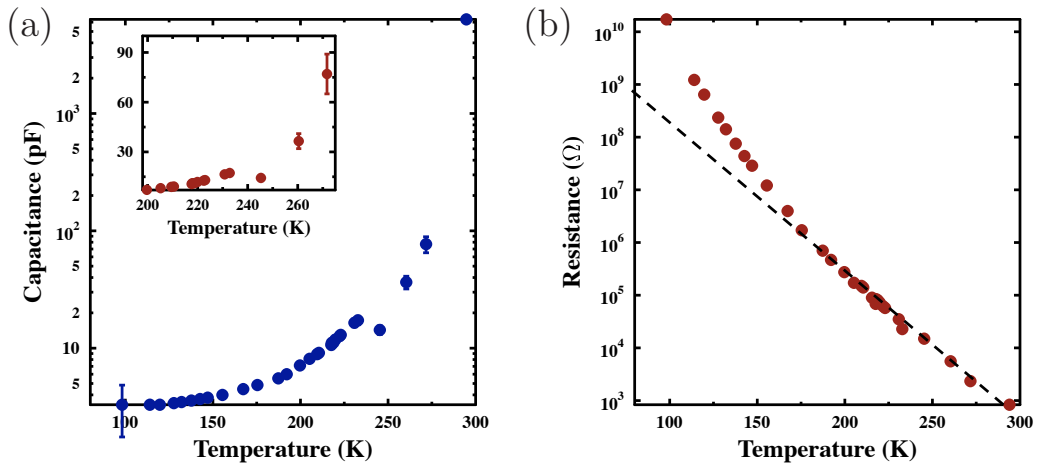 (a)
Capacitance (pF)
5
2
10³
5
2
10²
5
2
10
5
100 150 200 250 300
Temperature (K)
90
60
30
200 220 240 260
Temperature (K)
(b)
Resistance (Ω)
10¹⁰
10⁹
10⁸
10⁷
10⁶
10⁵
10⁴
10³
100 150 200 250 300
Temperature (K)